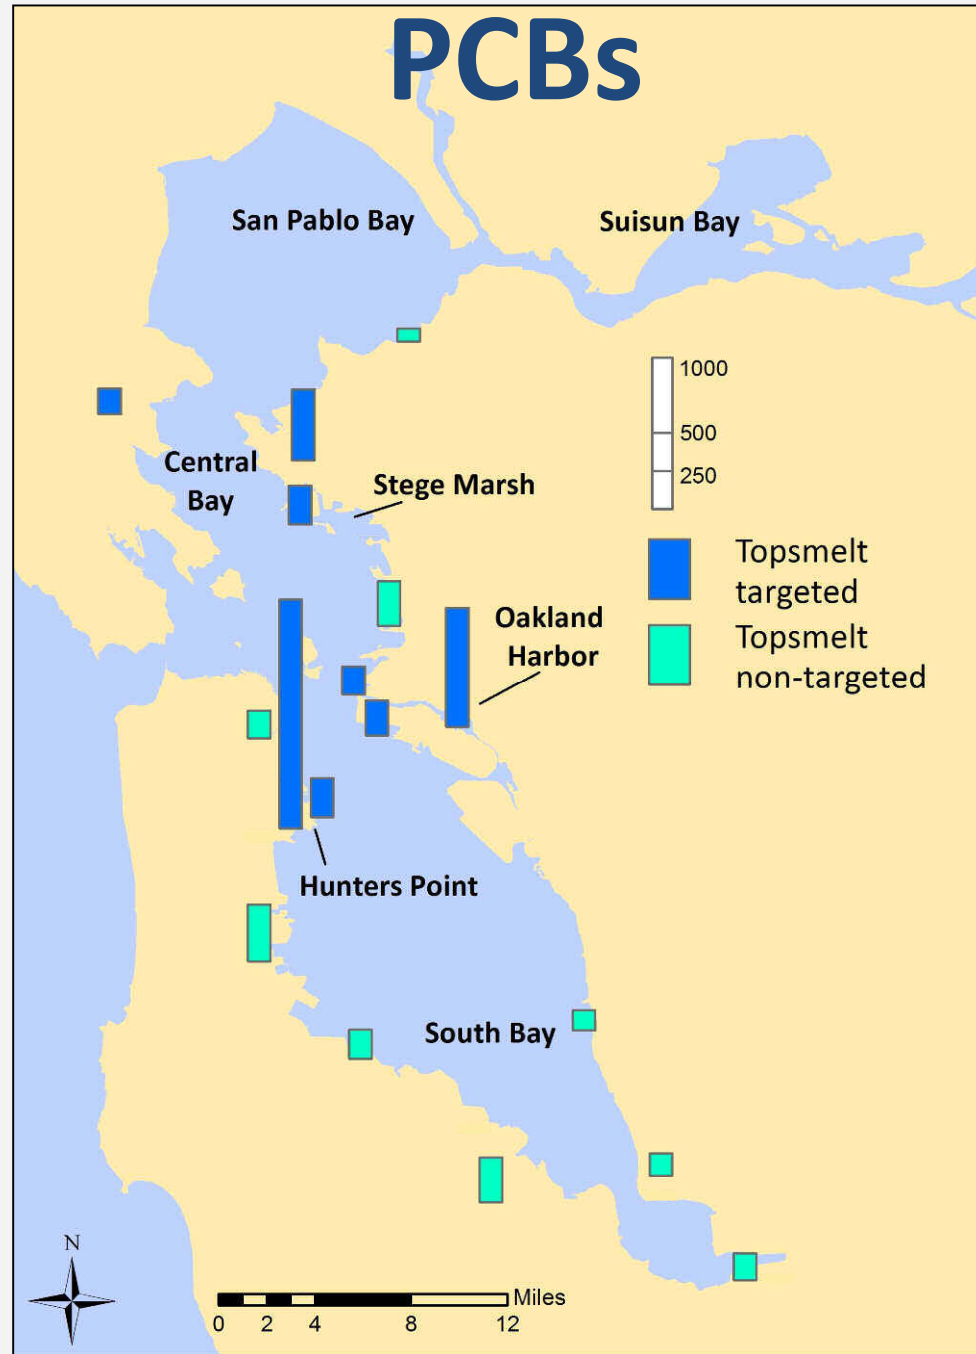 PCBs
San Pablo Bay
Suisun Bay
1000
500
250
Central
Bay
Stege Marsh
Topsmelt
targeted
Oakland
Harbor
Topsmelt
non-targeted
Hunters Point
South Bay
N
Miles
0 2 4 8 12